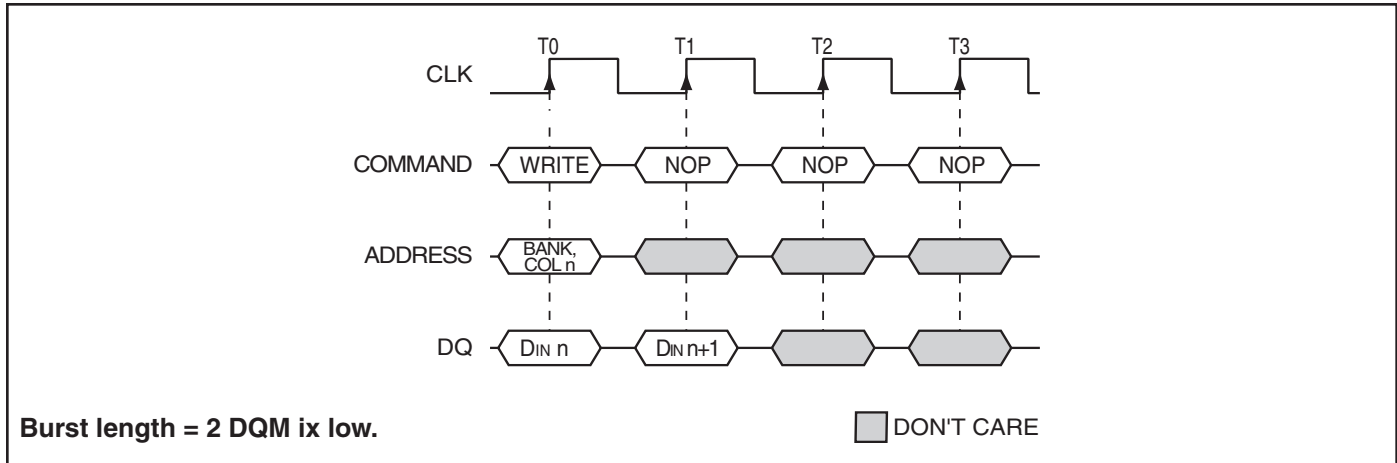 T0 T1 T2 T3
CLK
COMMAND WRITE NOP NOP NOP
ADDRESS BANK,
COL n
DQ DIN n DIN n+1
Burst length = 2 DQM ix low. DON'T CARE